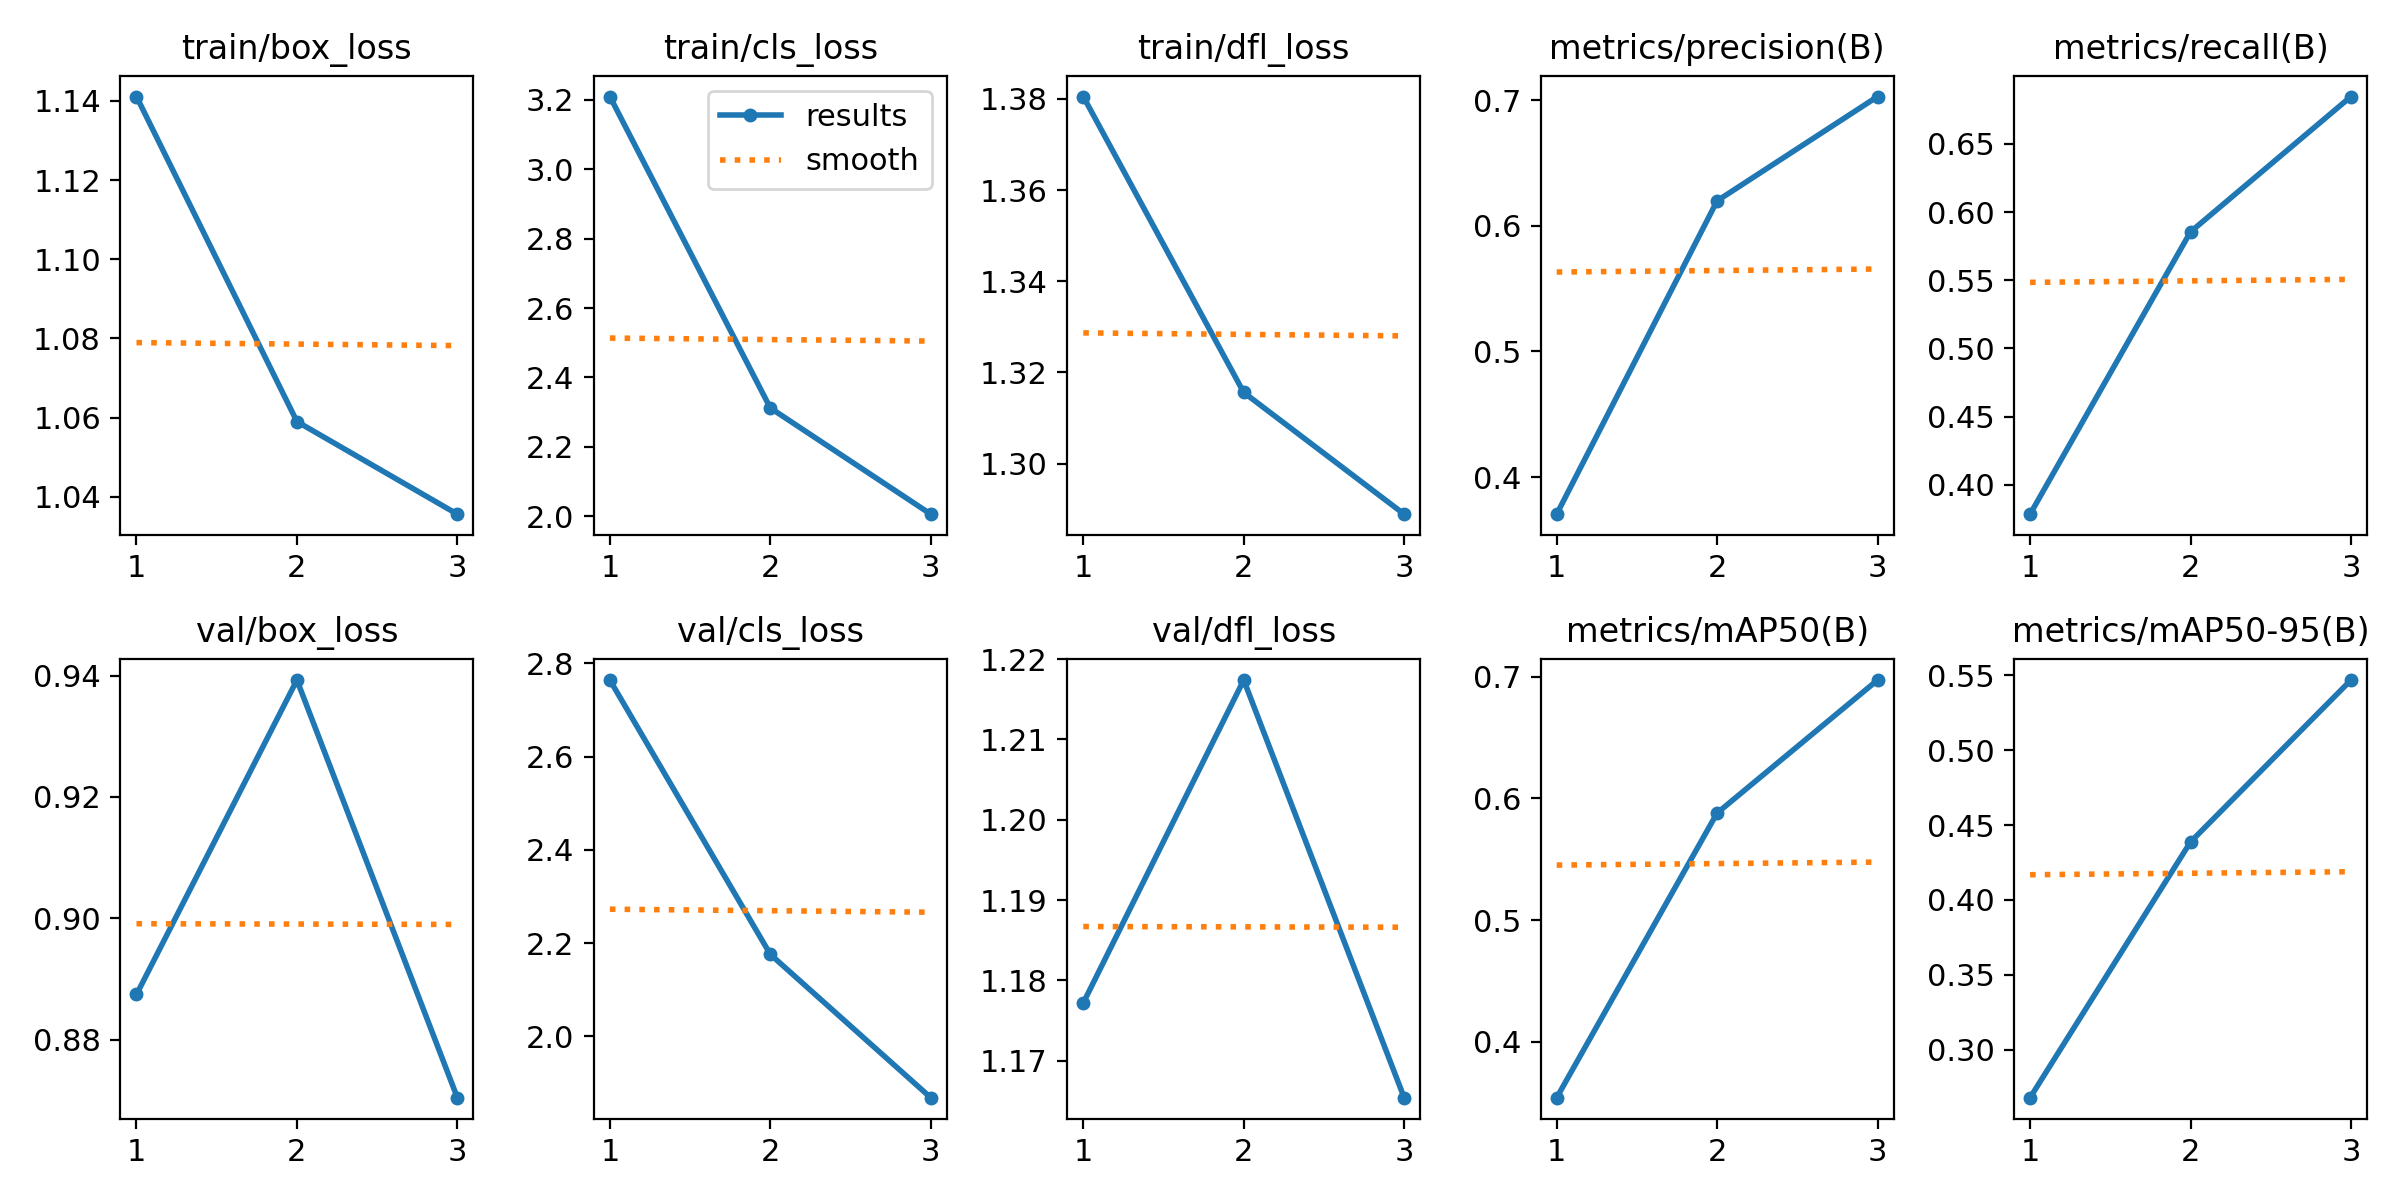 train/box_loss
1.14
1.12
1.10
1.08
1.06
1.04
1 2 3
train/cls_loss
results
smooth
3.2
3.0
2.8
2.6
2.4
2.2
2.0
1 2 3
train/dfl_loss
1.38
1.36
1.34
1.32
1.30
1 2 3
metrics/precision(B)
0.7
0.6
0.5
0.4
1 2 3
metrics/recall(B)
0.65
0.60
0.55
0.50
0.45
0.40
1 2 3
val/box_loss
0.94
0.92
0.90
0.88
1 2 3
val/cls_loss
2.8
2.6
2.4
2.2
2.0
1 2 3
val/dfl_loss
1.22
1.21
1.20
1.19
1.18
1.17
1 2 3
metrics/mAP50(B)
0.7
0.6
0.5
0.4
1 2 3
metrics/mAP50-95(B)
0.55
0.50
0.45
0.40
0.35
0.30
1 2 3